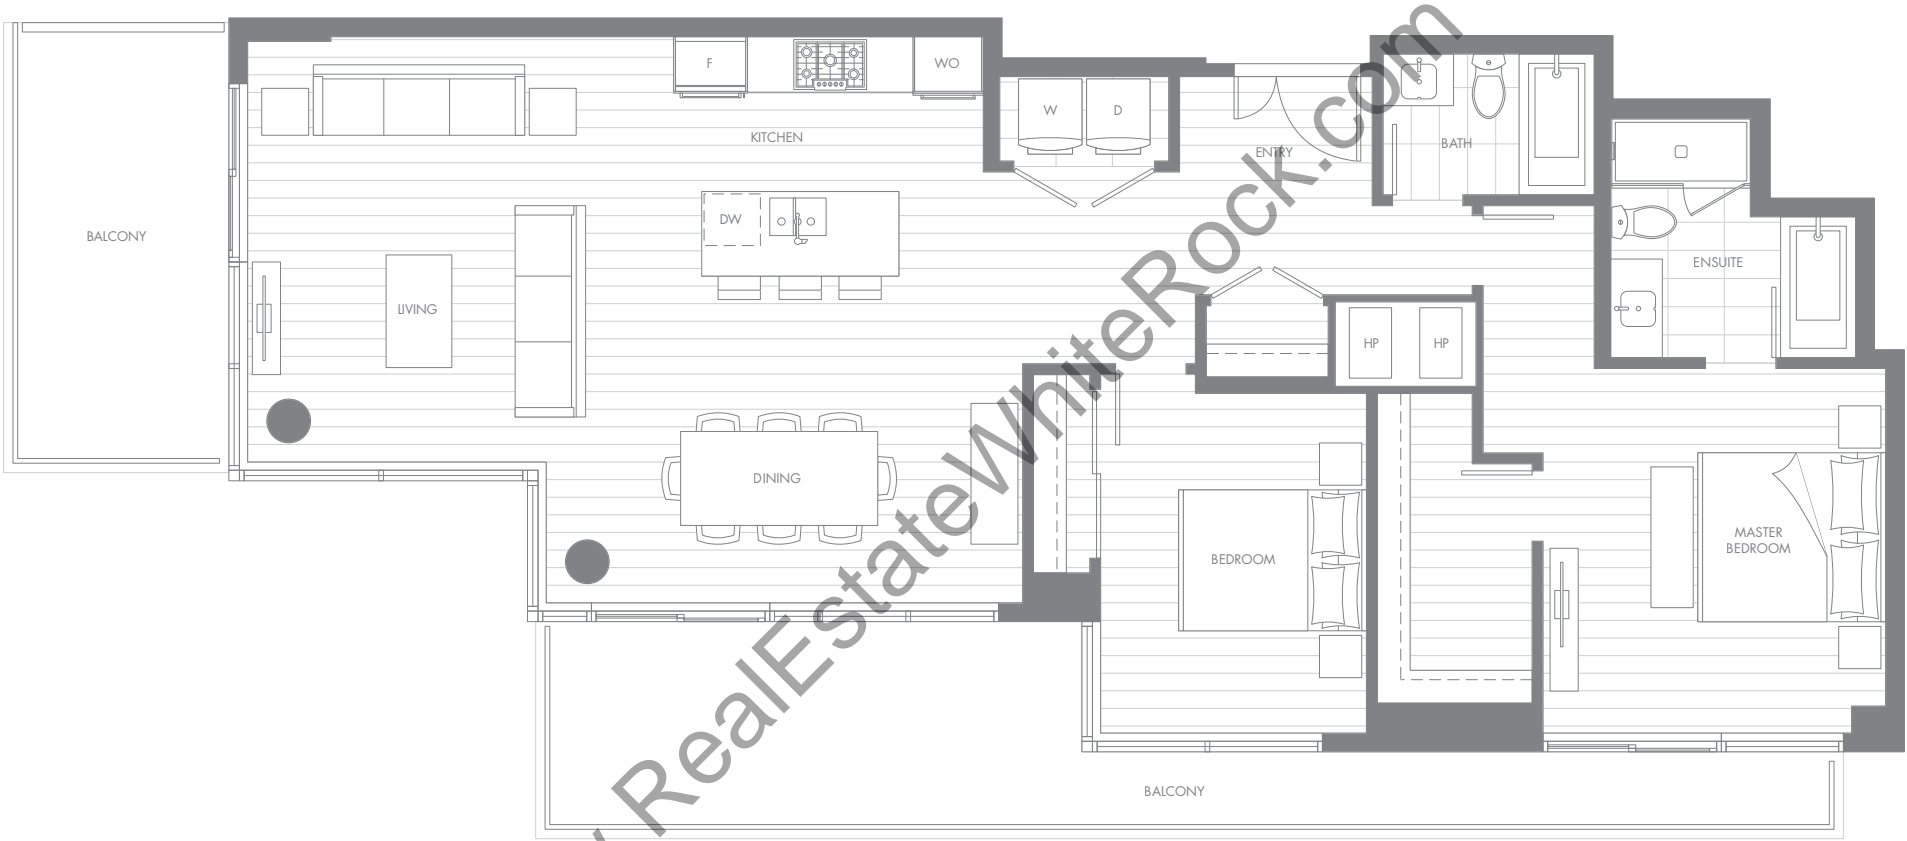 F
WO
KITCHEN
W
D
ENTRY
BATH
DW
BALCONY
ENSUITE
LIVING
HP
HP
DINING
BEDROOM
MASTER
BEDROOM
BALCONY
RealEstateWhiteRock.com